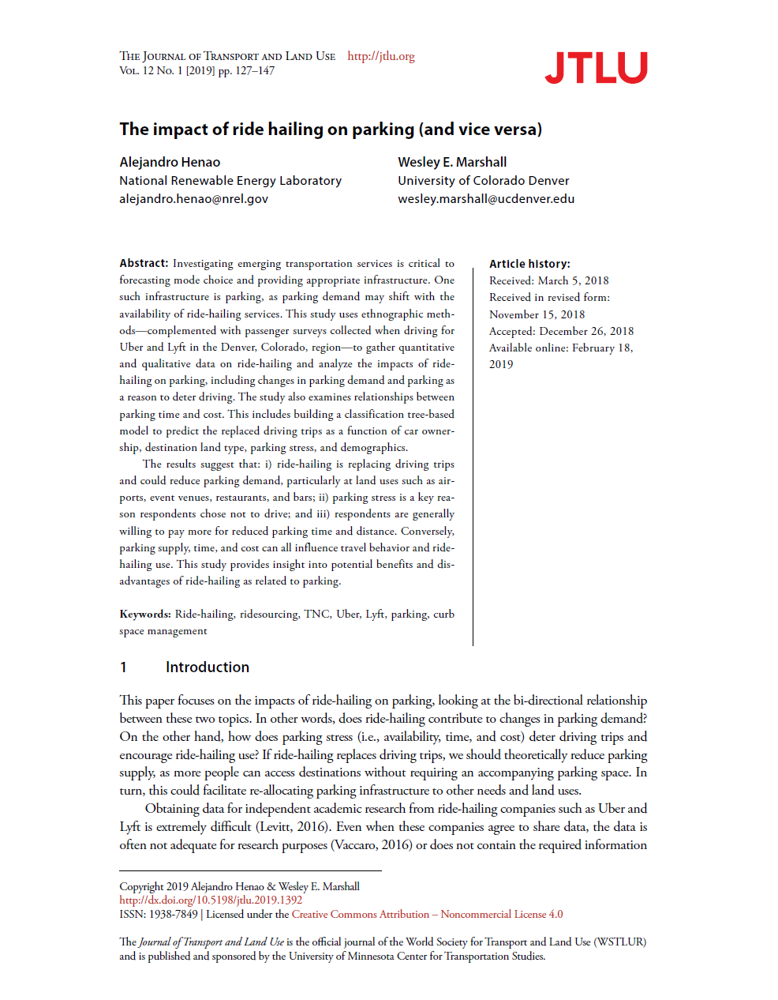 The Journal of Transport and Land Use http://jtlu.org
Vol. 12 No. 1 [2019] pp. 127–147
JTLU
The impact of ride hailing on parking (and vice versa)
Alejandro Henao
National Renewable Energy Laboratory
alejandro.henao@nrel.gov
Wesley E. Marshall
University of Colorado Denver
wesley.marshall@ucdenver.edu
Abstract: Investigating emerging transportation services is critical to
forecasting mode choice and providing appropriate infrastructure. One
such infrastructure is parking, as parking demand may shift with the
availability of ride-hailing services. This study uses ethnographic meth-
ods—complemented with passenger surveys collected when driving for
Uber and Lyft in the Denver, Colorado, region—to gather quantitative
and qualitative data on ride-hailing and analyze the impacts of ride-
hailing on parking, including changes in parking demand and parking as
a reason to deter driving. The study also examines relationships between
parking time and cost. This includes building a classification tree-based
model to predict the replaced driving trips as a function of car owner-
ship, destination land type, parking stress, and demographics.
The results suggest that: i) ride-hailing is replacing driving trips
and could reduce parking demand, particularly at land uses such as air-
ports, event venues, restaurants, and bars; ii) parking stress is a key rea-
son respondents chose not to drive; and iii) respondents are generally
willing to pay more for reduced parking time and distance. Conversely,
parking supply, time, and cost can all influence travel behavior and ride-
hailing use. This study provides insight into potential benefits and dis-
advantages of ride-hailing as related to parking.
Keywords: Ride-hailing, ridesourcing, TNC, Uber, Lyft, parking, curb
space management
Article history:
Received: March 5, 2018
Received in revised form:
November 15, 2018
Accepted: December 26, 2018
Available online: February 18,
2019
1 Introduction
This paper focuses on the impacts of ride-hailing on parking, looking at the bi-directional relationship
between these two topics. In other words, does ride-hailing contribute to changes in parking demand?
On the other hand, how does parking stress (i.e., availability, time, and cost) deter driving trips and
encourage ride-hailing use? If ride-hailing replaces driving trips, we should theoretically reduce parking
supply, as more people can access destinations without requiring an accompanying parking space. In
turn, this could facilitate re-allocating parking infrastructure to other needs and land uses.
Obtaining data for independent academic research from ride-hailing companies such as Uber and
Lyft is extremely difficult (Levitt, 2016). Even when these companies agree to share data, the data is
often not adequate for research purposes (Vaccaro, 2016) or does not contain the required information
Copyright 2019 Alejandro Henao & Wesley E. Marshall
http://dx.doi.org/10.5198/jtlu.2019.1392
ISSN: 1938-7849 | Licensed under the Creative Commons Attribution – Noncommercial License 4.0
The Journal of Transport and Land Use is the official journal of the World Society for Transport and Land Use (WSTLUR)
and is published and sponsored by the University of Minnesota Center for Transportation Studies.